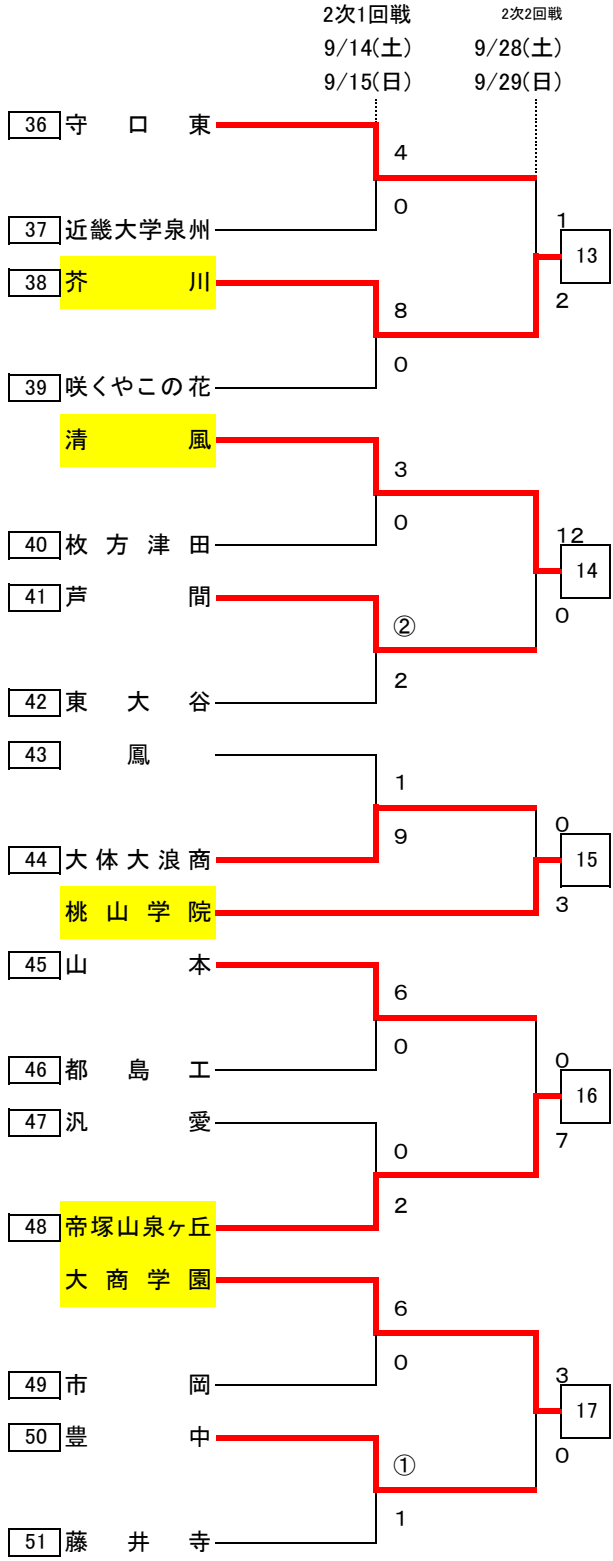 2次1回戦 2次2回戦
9/14(土) 9/28(土)
9/15(日) 9/29(日)
36 守口東
4
0
37 近畿大学泉州
1
13
2
38 芥川
8
0
39 咲くやこの花
清風
3
0
40 枚方津田
12
14
0
41 芦間
②
2
42 東大谷
43 鳳
1
9
44 大体大浪商
0
15
3
桃山学院
45 山本
6
0
46 都島工
0
16
7
47 汎愛
0
2
48 帝塚山泉ヶ丘
大商学園
6
0
49 市岡
3
17
0
50 豊中
①
1
51 藤井寺